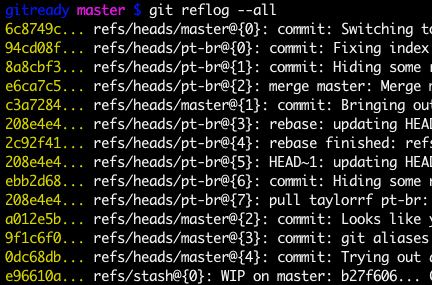 gitready master $ git reflog --all
6c8749c... refs/heads/master@{0}: commit: Switching to
94cd08f... refs/heads/pt-br@{0}: commit: Fixing index
8a8cbf3... refs/heads/pt-br@{1}: commit: Hiding some
e6ca7c5... refs/heads/pt-br@{2}: merge master: Merge
c3a7284... refs/heads/master@{1}: commit: Bringing out
208e4e4... refs/heads/pt-br@{3}: rebase: updating HEAD
2c92f41... refs/heads/pt-br@{4}: rebase finished: refs
208e4e4... refs/heads/pt-br@{5}: HEAD~1: updating HEAD
ebb2d68... refs/heads/pt-br@{6}: commit: Hiding some
208e4e4... refs/heads/pt-br@{7}: pull taylorrf pt-br:
a012e5b... refs/heads/master@{2}: commit: Looks like
9f1c6f0... refs/heads/master@{3}: commit: git aliases
0dc68db... refs/heads/master@{4}: commit: Trying out
e96610a... refs/stash@{0}: WIP on master: b27f606...